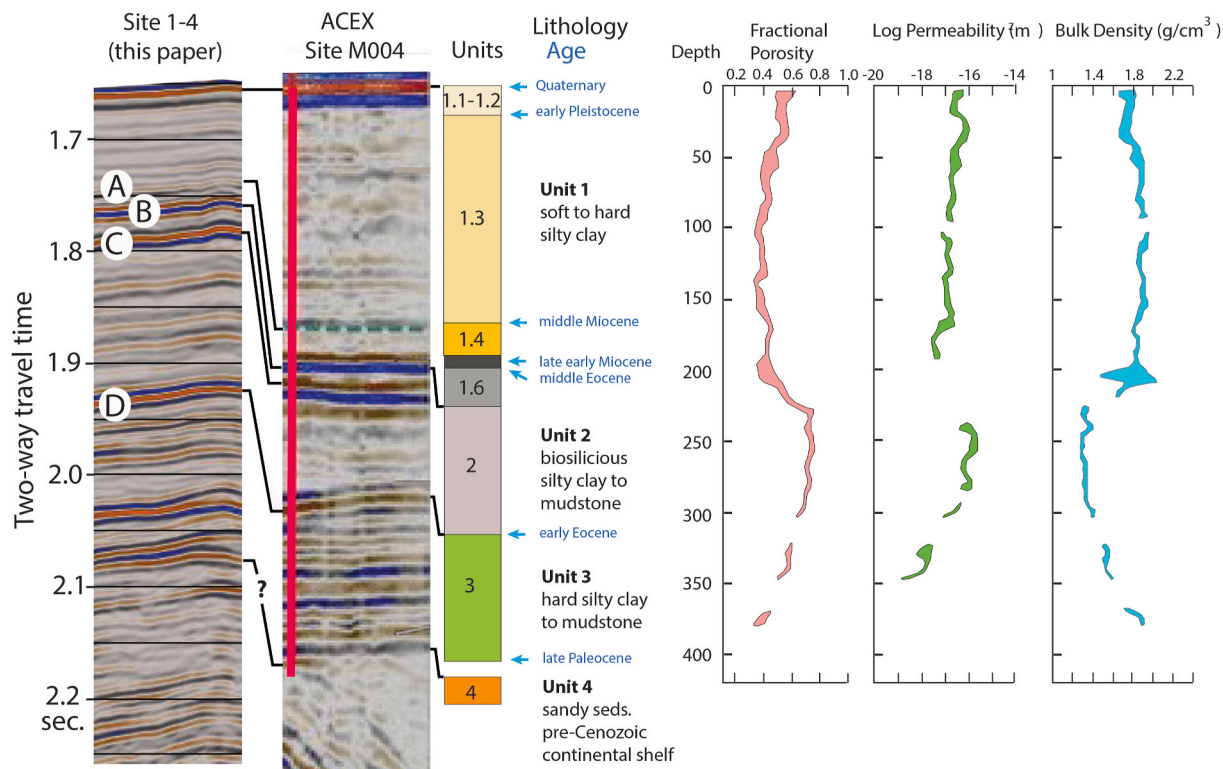 Site 1-4
(this paper)
ACEX
Site M004
Units
Lithology
Age
Two-way travel time
1.7
1.8
1.9
2.0
2.1
2.2
sec.
A
B
C
D
?
1.1-1.2
1.3
1.4
1.6
2
3
4
Quaternary
early Pleistocene
middle Miocene
late early Miocene
middle Eocene
early Eocene
late Paleocene
Unit 1
soft to hard
silty clay
Unit 2
biosilicious
silty clay to
mudstone
Unit 3
hard silty clay
to mudstone
Unit 4
sandy seds.
pre-Cenozoic
continental shelf
Depth
0
50
100
150
200
250
300
350
400
Fractional
Porosity
0.2 0.4 0.6 0.8 1.0
Log Permeability
-20 -18 -16 -14
Bulk Density (g/cm³)
1 1.4 1.8 2.2